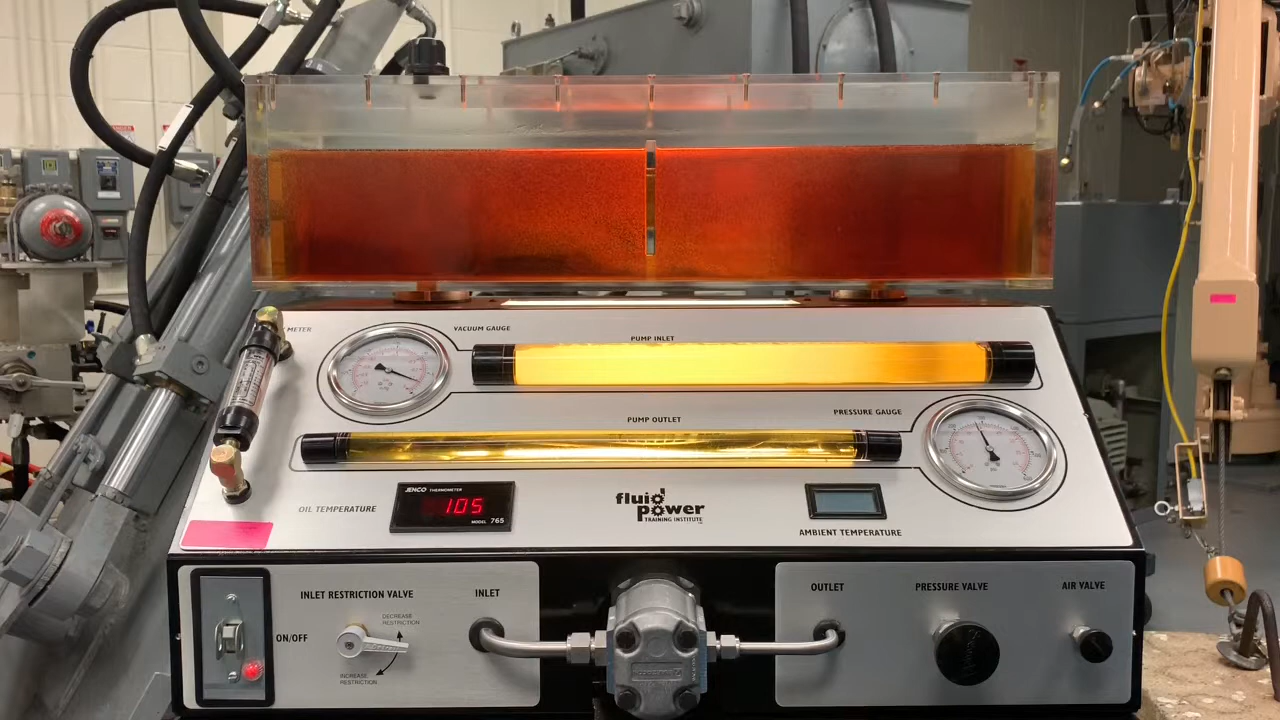 METER
VACUUM GAUGE
PUMP INLET
PUMP OUTLET
PRESSURE GAUGE
JENCO THERMOMETER
105
MODEL 765
OIL TEMPERATURE
fluid power
TRAINING INSTITUTE
AMBIENT TEMPERATURE
INLET RESTRICTION VALVE
DECREASE
RESTRICTION
INCREASE
RESTRICTION
ON/OFF
INLET
OUTLET
PRESSURE VALVE
AIR VALVE